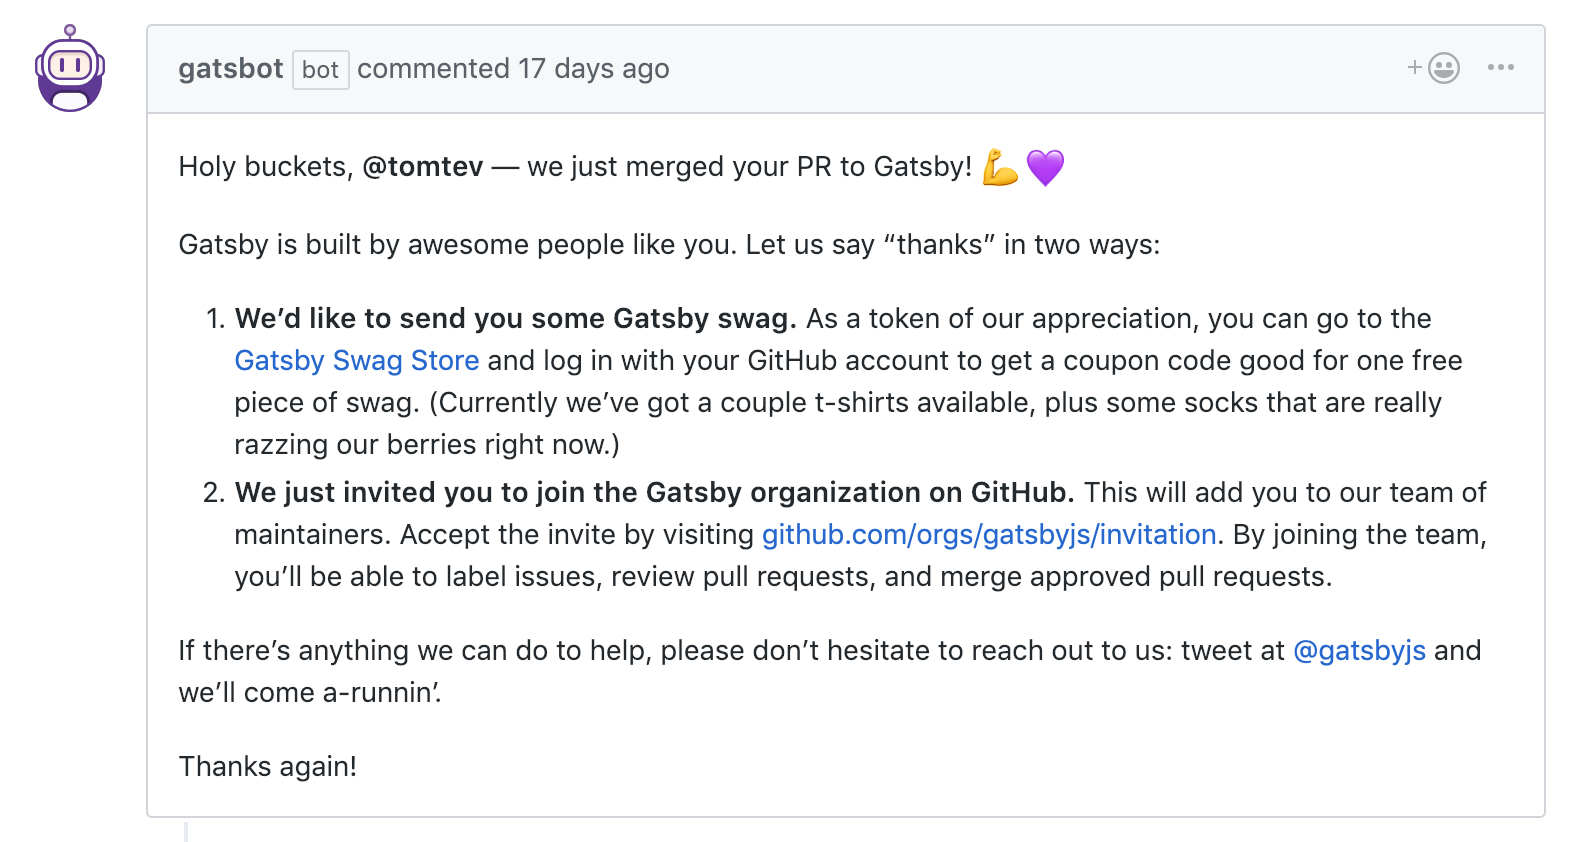 gatsbot bot commented 17 days ago
Holy buckets, @tomtev — we just merged your PR to Gatsby! 💪💜
Gatsby is built by awesome people like you. Let us say “thanks” in two ways:
1. We’d like to send you some Gatsby swag. As a token of our appreciation, you can go to the
Gatsby Swag Store and log in with your GitHub account to get a coupon code good for one free
piece of swag. (Currently we’ve got a couple t-shirts available, plus some socks that are really
razzing our berries right now.)
2. We just invited you to join the Gatsby organization on GitHub. This will add you to our team of
maintainers. Accept the invite by visiting github.com/orgs/gatsbyjs/invitation. By joining the team,
you’ll be able to label issues, review pull requests, and merge approved pull requests.
If there’s anything we can do to help, please don’t hesitate to reach out to us: tweet at @gatsbyjs and
we’ll come a-runnin’.
Thanks again!